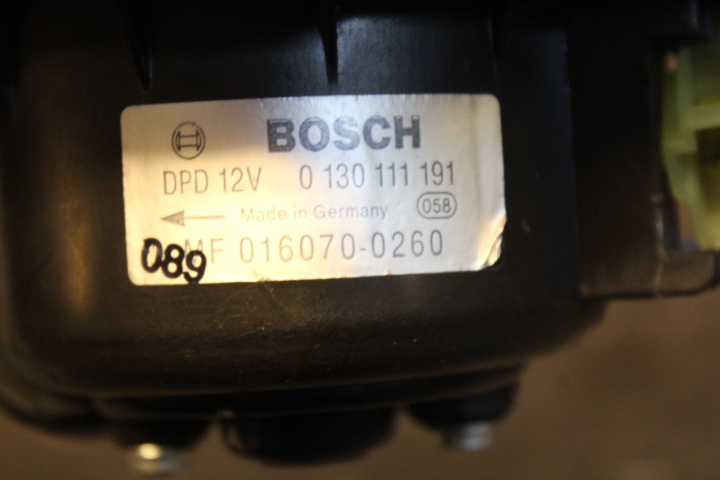 BOSCH
DPD 12V 0 130 111 191
Made in Germany 058
MF 016070-0260
089